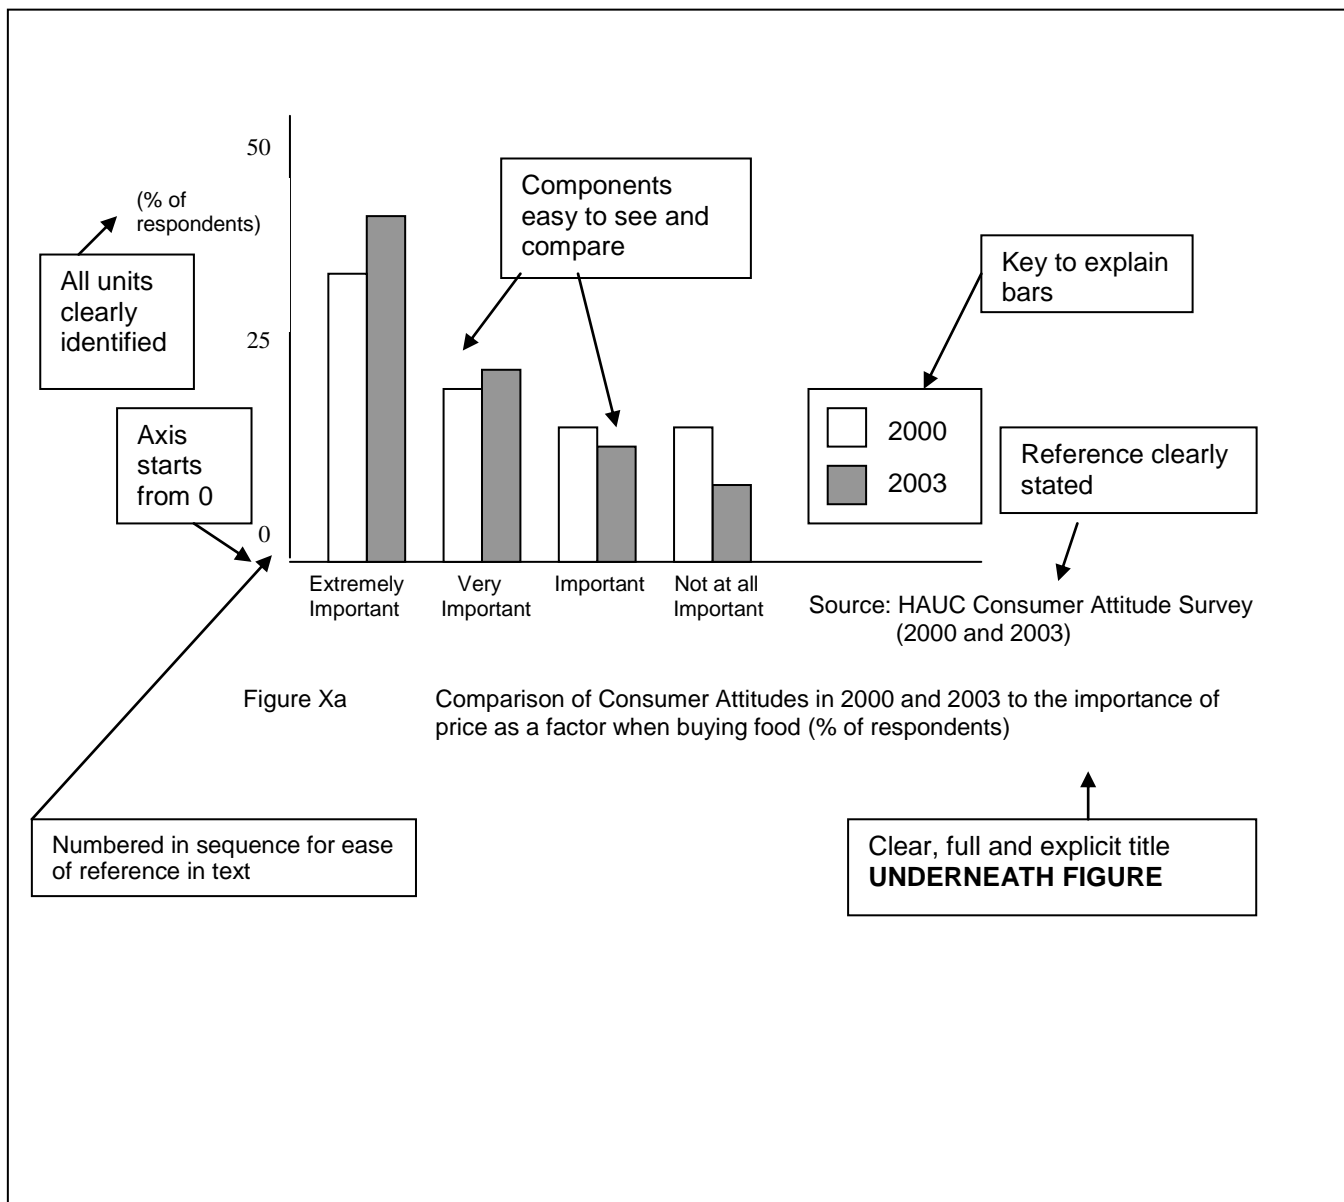 50
(% of
respondents)
Components
easy to see and
compare
All units
clearly
identified
Key to explain
bars
25
Axis
starts
from 0
2000
2003
Reference clearly
stated
0
Extremely
Important
Very
Important
Important
Not at all
Important
Source: HAUC Consumer Attitude Survey
(2000 and 2003)
Figure Xa
Comparison of Consumer Attitudes in 2000 and 2003 to the importance of
price as a factor when buying food (% of respondents)
Numbered in sequence for ease
of reference in text
Clear, full and explicit title
UNDERNEATH FIGURE